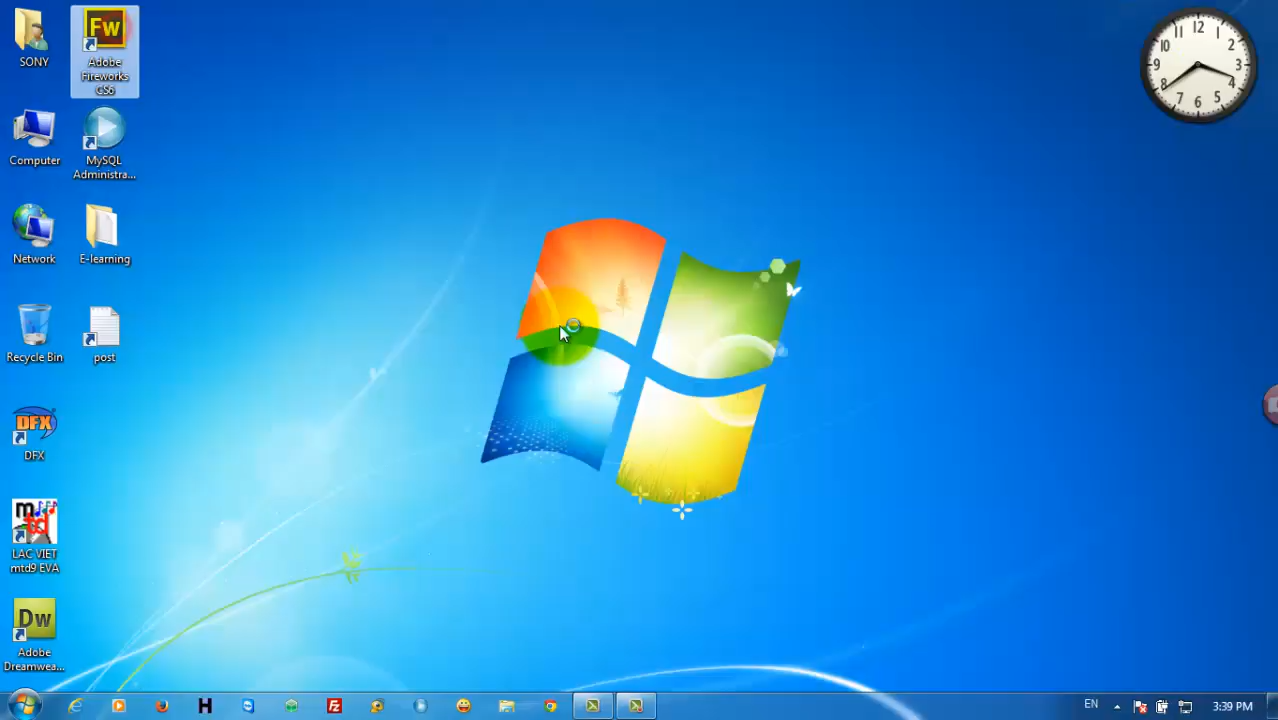 SONY
Fw
Adobe
Fireworks
CS6
Computer
MySQL
Administra...
Network
E-learning
Recycle Bin
post
DFX
DFX
mtd
LAC VIET
mtd9 EVA
Dw
Adobe
Dreamwea...
12
1
2
3
4
5
6
7
8
9
10
11
H
FZ
EN
3:39 PM